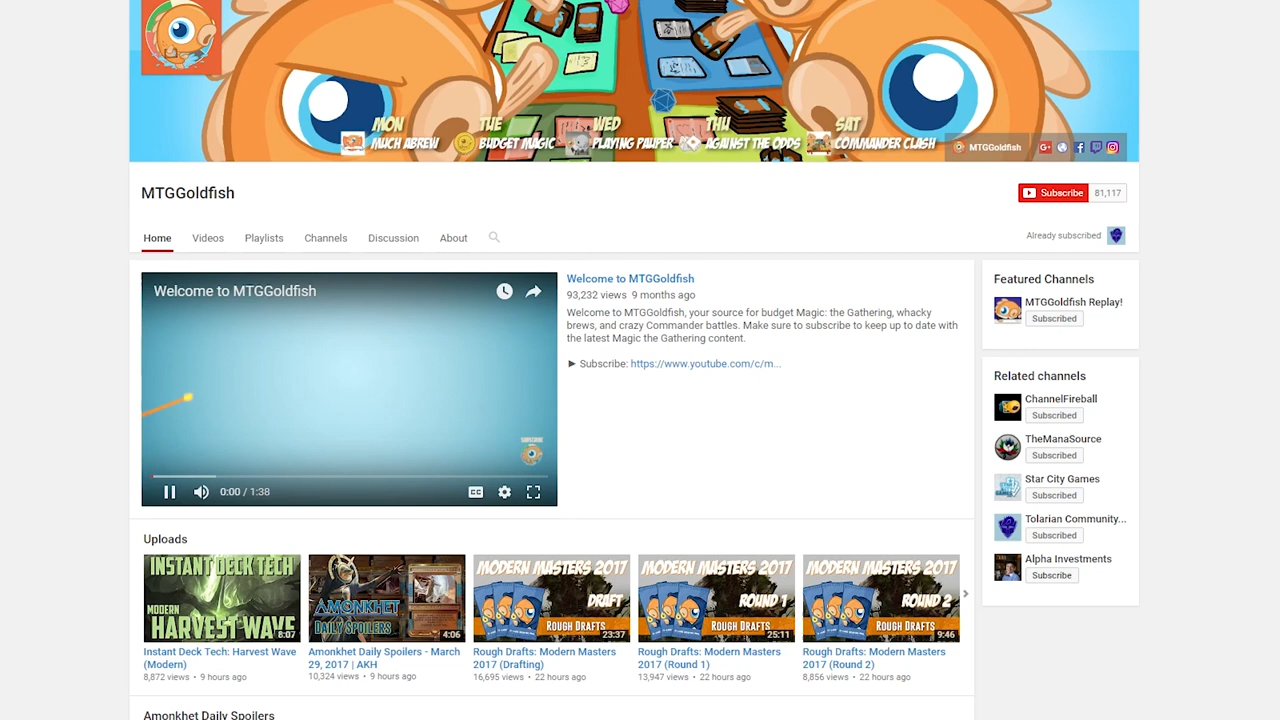 MON
MUCH ABREW
TUE
BUDGET MAGIC
WED
PLAYING PAUPER
THU
AGAINST THE ODDS
SAT
COMMANDER CLASH
MTGGoldfish
MTGGoldfish
Subscribe 81,117
Home Videos Playlists Channels Discussion About
Already subscribed
Welcome to MTGGoldfish
0:00 / 1:38
CC
Welcome to MTGGoldfish
93,232 views 9 months ago
Welcome to MTGGoldfish, your source for budget Magic: the Gathering, whacky
brews, and crazy Commander battles. Make sure to subscribe to keep up to date with
the latest Magic the Gathering content.
► Subscribe: https://www.youtube.com/c/m...
Featured Channels
MTGGoldfish Replay!
Subscribed
Related channels
ChannelFireball
Subscribed
TheManaSource
Subscribed
Star City Games
Subscribed
Tolarian Community...
Subscribed
Alpha Investments
Subscribe
Uploads
INSTANT DECK TECH
MODERN
HARVEST WAVE
8:07
Instant Deck Tech: Harvest Wave
(Modern)
8,872 views • 9 hours ago
AMONKHET
DAILY SPOILERS
4:06
Amonkhet Daily Spoilers - March
29, 2017 | AKH
10,324 views • 9 hours ago
MODERN MASTERS 2017
DRAFT
ROUGH DRAFTS
23:37
Rough Drafts: Modern Masters
2017 (Drafting)
16,695 views • 22 hours ago
MODERN MASTERS 2017
ROUND 1
ROUGH DRAFTS
25:11
Rough Drafts: Modern Masters
2017 (Round 1)
13,947 views • 22 hours ago
MODERN MASTERS 2017
ROUND 2
ROUGH DRAFTS
9:46
Rough Drafts: Modern Masters
2017 (Round 2)
8,856 views • 22 hours ago
Amonkhet Daily Spoilers